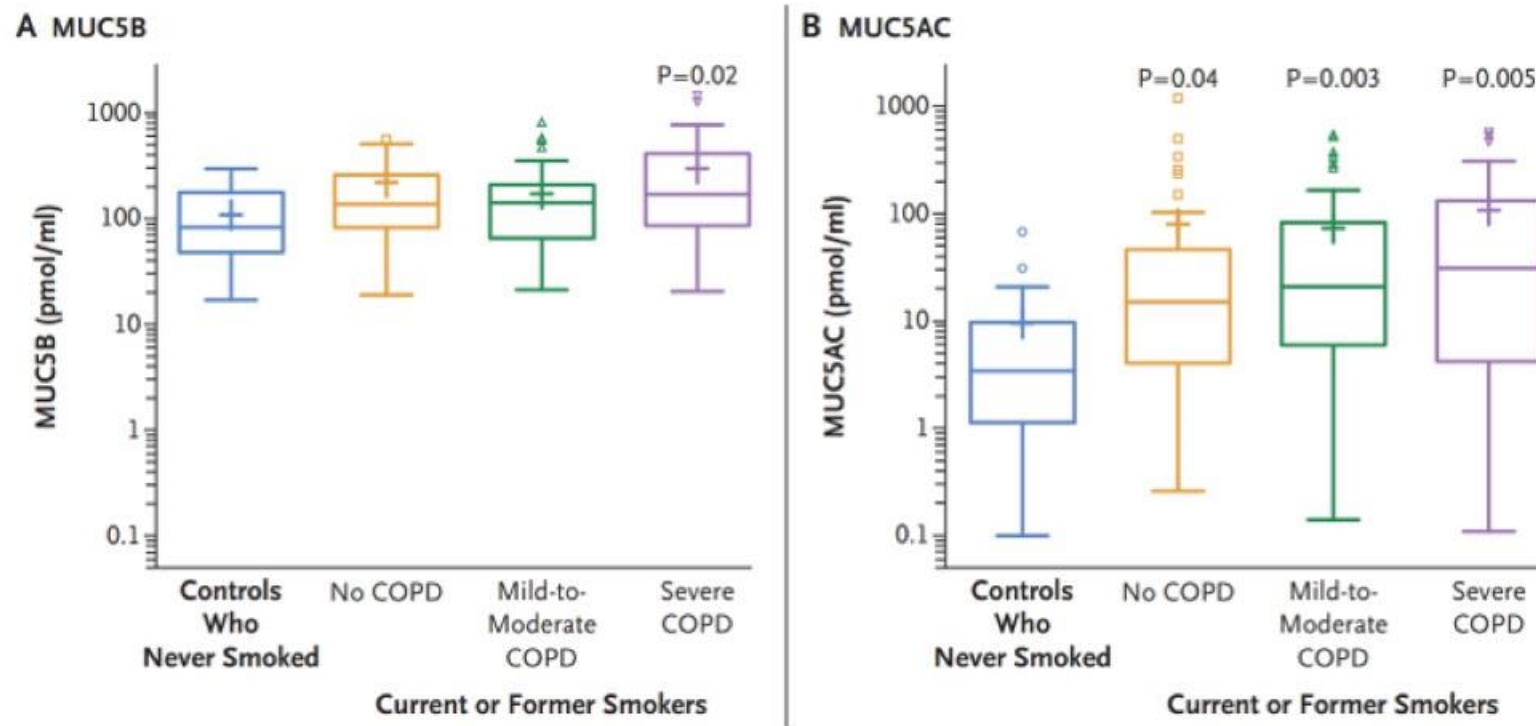 A MUC5B
P=0.02
1000
100
10
1
0.1
MUC5B (pmol/ml)
Controls
Who
Never Smoked
No COPD
Mild-to-
Moderate
COPD
Severe
COPD
Current or Former Smokers
B MUC5AC
P=0.04 P=0.003 P=0.005
1000
100
10
1
0.1
MUC5AC (pmol/ml)
Controls
Who
Never Smoked
No COPD
Mild-to-
Moderate
COPD
Severe
COPD
Current or Former Smokers